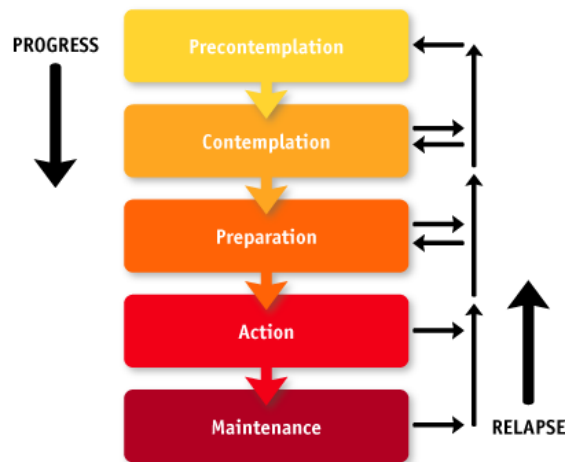 PROGRESS
Precontemplation
Contemplation
Preparation
Action
Maintenance
RELAPSE